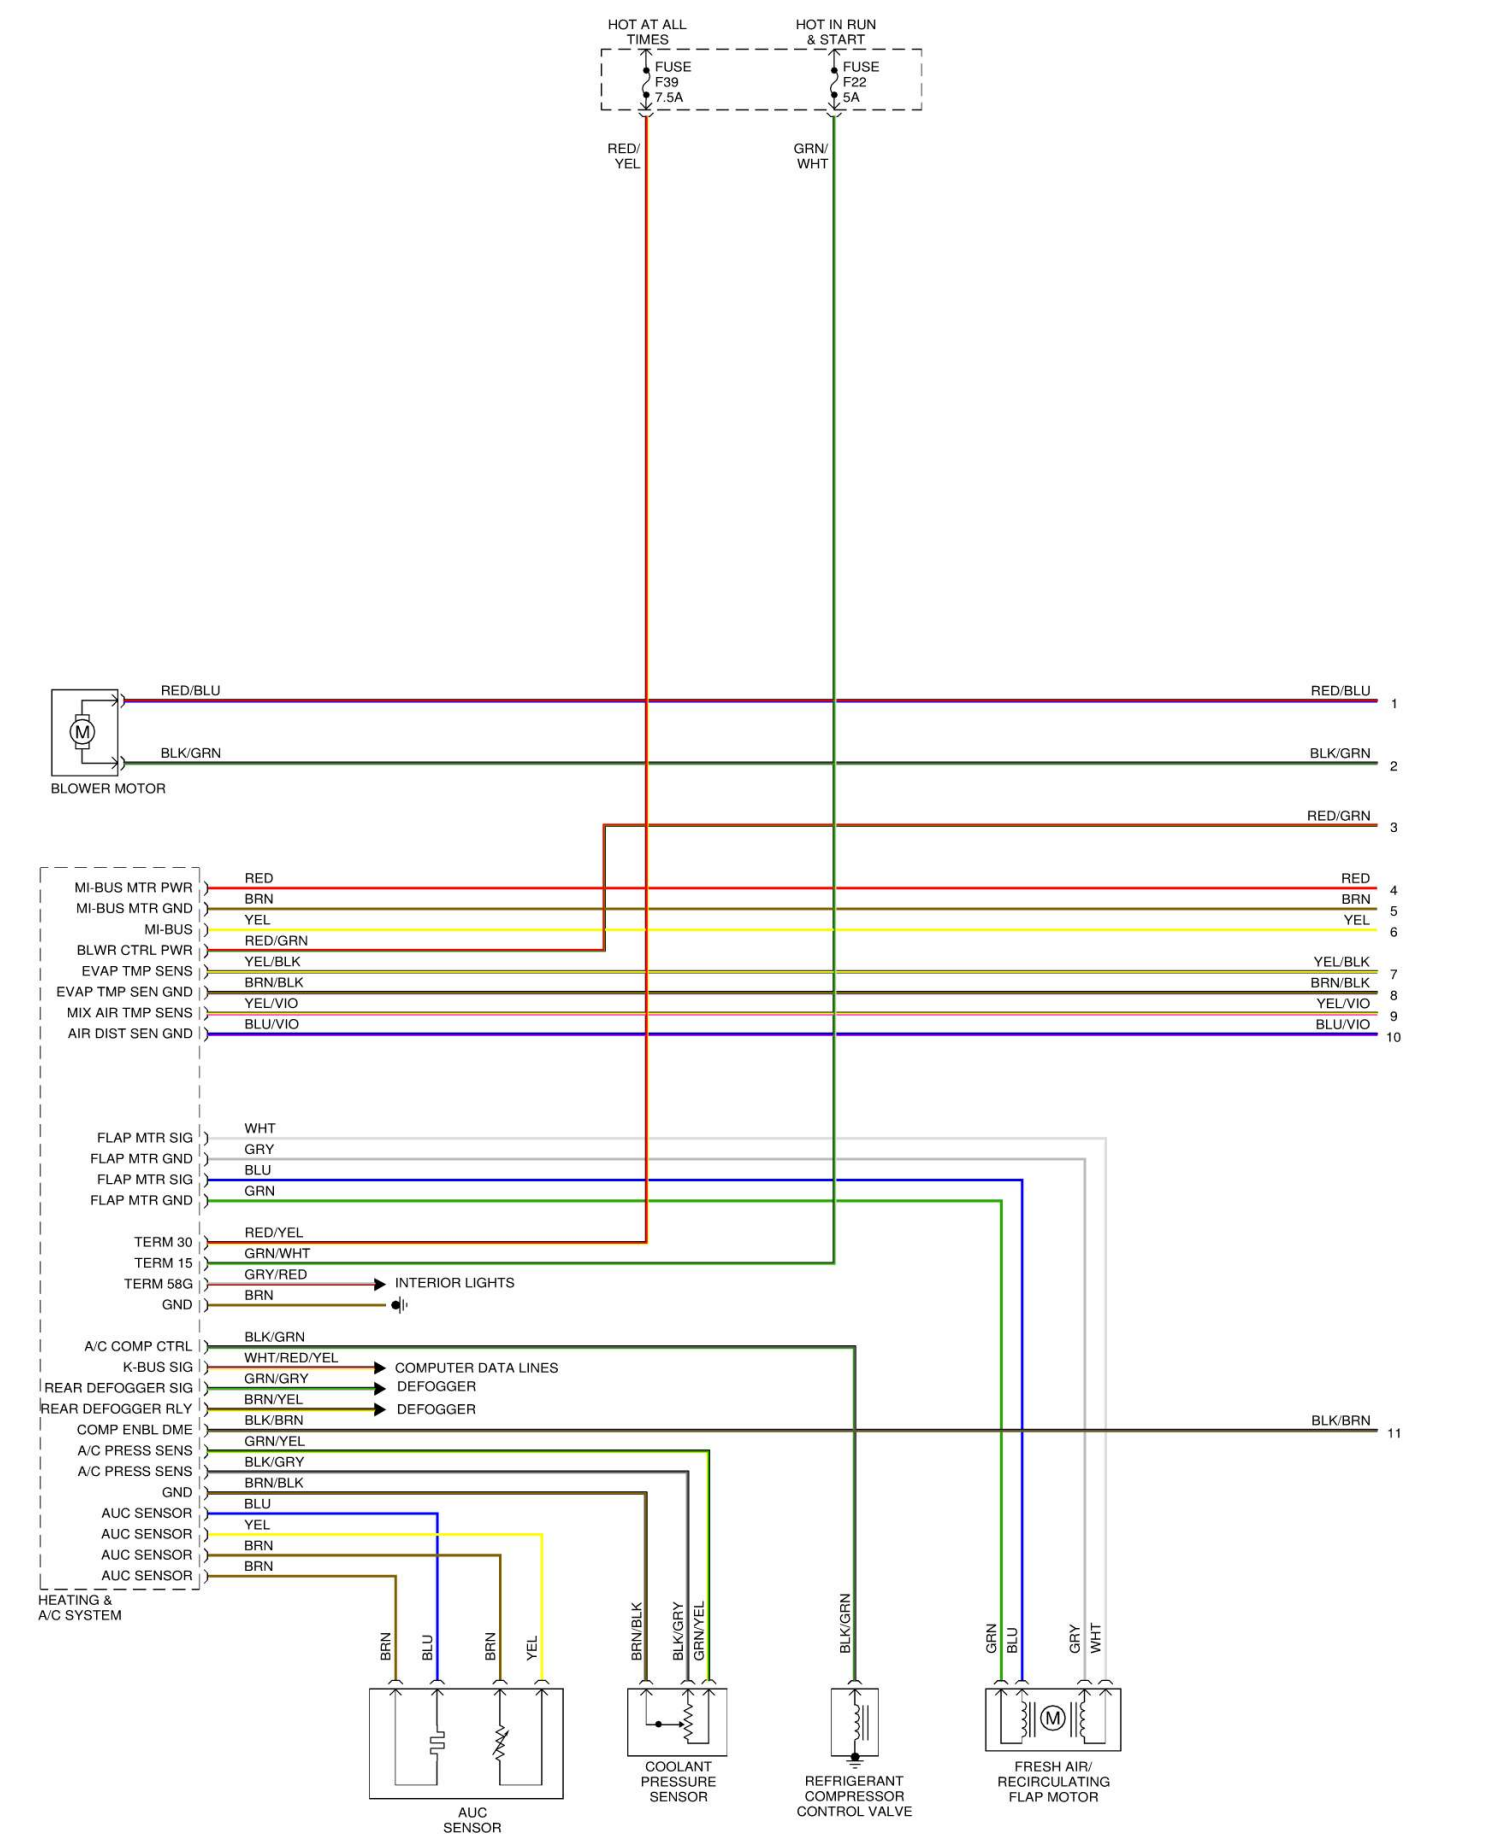 HOT AT ALL
TIMES
HOT IN RUN
& START
FUSE
F39
7.5A
FUSE
F22
5A
RED/
YEL
GRN/
WHT
RED/BLU
RED/BLU
1
M
BLK/GRN
BLK/GRN
2
BLOWER MOTOR
RED/GRN
3
MI-BUS MTR PWR
RED
RED
4
MI-BUS MTR GND
BRN
BRN
5
MI-BUS
YEL
YEL
6
BLWR CTRL PWR
RED/GRN
EVAP TMP SENS
YEL/BLK
YEL/BLK
7
EVAP TMP SEN GND
BRN/BLK
BRN/BLK
8
MIX AIR TMP SENS
YEL/VIO
YEL/VIO
9
AIR DIST SEN GND
BLU/VIO
BLU/VIO
10
FLAP MTR SIG
WHT
FLAP MTR GND
GRY
FLAP MTR SIG
BLU
FLAP MTR GND
GRN
TERM 30
RED/YEL
TERM 15
GRN/WHT
TERM 58G
GRY/RED
INTERIOR LIGHTS
GND
BRN
A/C COMP CTRL
BLK/GRN
K-BUS SIG
WHT/RED/YEL
COMPUTER DATA LINES
REAR DEFOGGER SIG
GRN/GRY
DEFOGGER
REAR DEFOGGER RLY
BRN/YEL
DEFOGGER
COMP ENBL DME
BLK/BRN
BLK/BRN
11
A/C PRESS SENS
GRN/YEL
A/C PRESS SENS
BLK/GRY
GND
BRN/BLK
AUC SENSOR
BLU
AUC SENSOR
YEL
AUC SENSOR
BRN
AUC SENSOR
BRN
HEATING &
A/C SYSTEM
BRN
BLU
BRN
YEL
BRN/BLK
BLK/GRY
GRN/YEL
BLK/GRN
GRN
BLU
GRY
WHT
M
AUC
SENSOR
COOLANT
PRESSURE
SENSOR
REFRIGERANT
COMPRESSOR
CONTROL VALVE
FRESH AIR/
RECIRCULATING
FLAP MOTOR